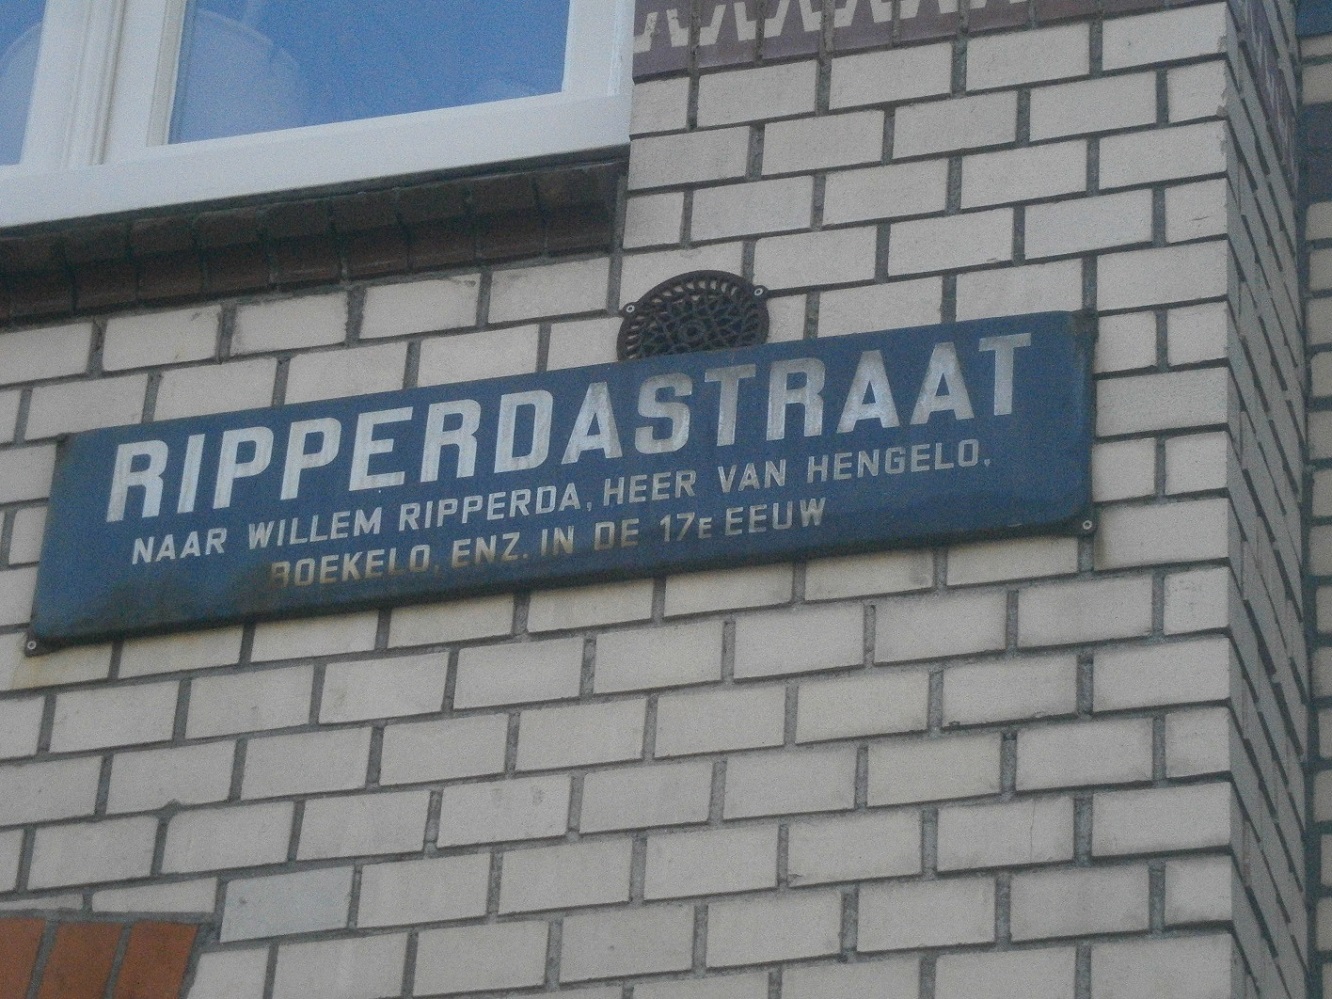 RIPPERDASTRAAT
NAAR WILLEM RIPPERDA, HEER VAN HENGELO,
BOEKELO, ENZ. IN DE 17E EEUW